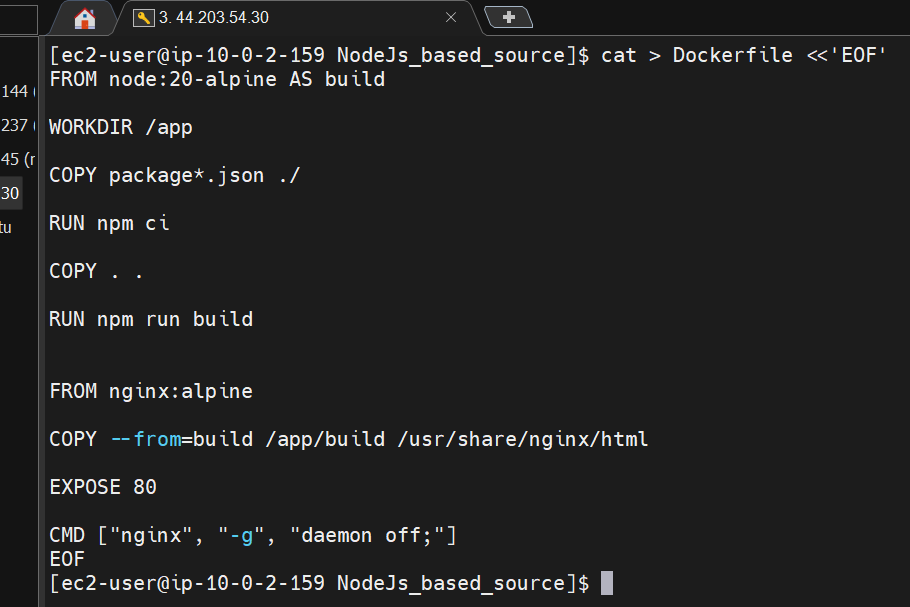 3. 44.203.54.30
144 (
237 (
45 (r
30
tu
[ec2-user@ip-10-0-2-159 NodeJs_based_source]$ cat > Dockerfile <<'EOF'
FROM node:20-alpine AS build
WORKDIR /app
COPY package*.json ./
RUN npm ci
COPY . .
RUN npm run build
FROM nginx:alpine
COPY --from=build /app/build /usr/share/nginx/html
EXPOSE 80
CMD ["nginx", "-g", "daemon off;"]
EOF
[ec2-user@ip-10-0-2-159 NodeJs_based_source]$